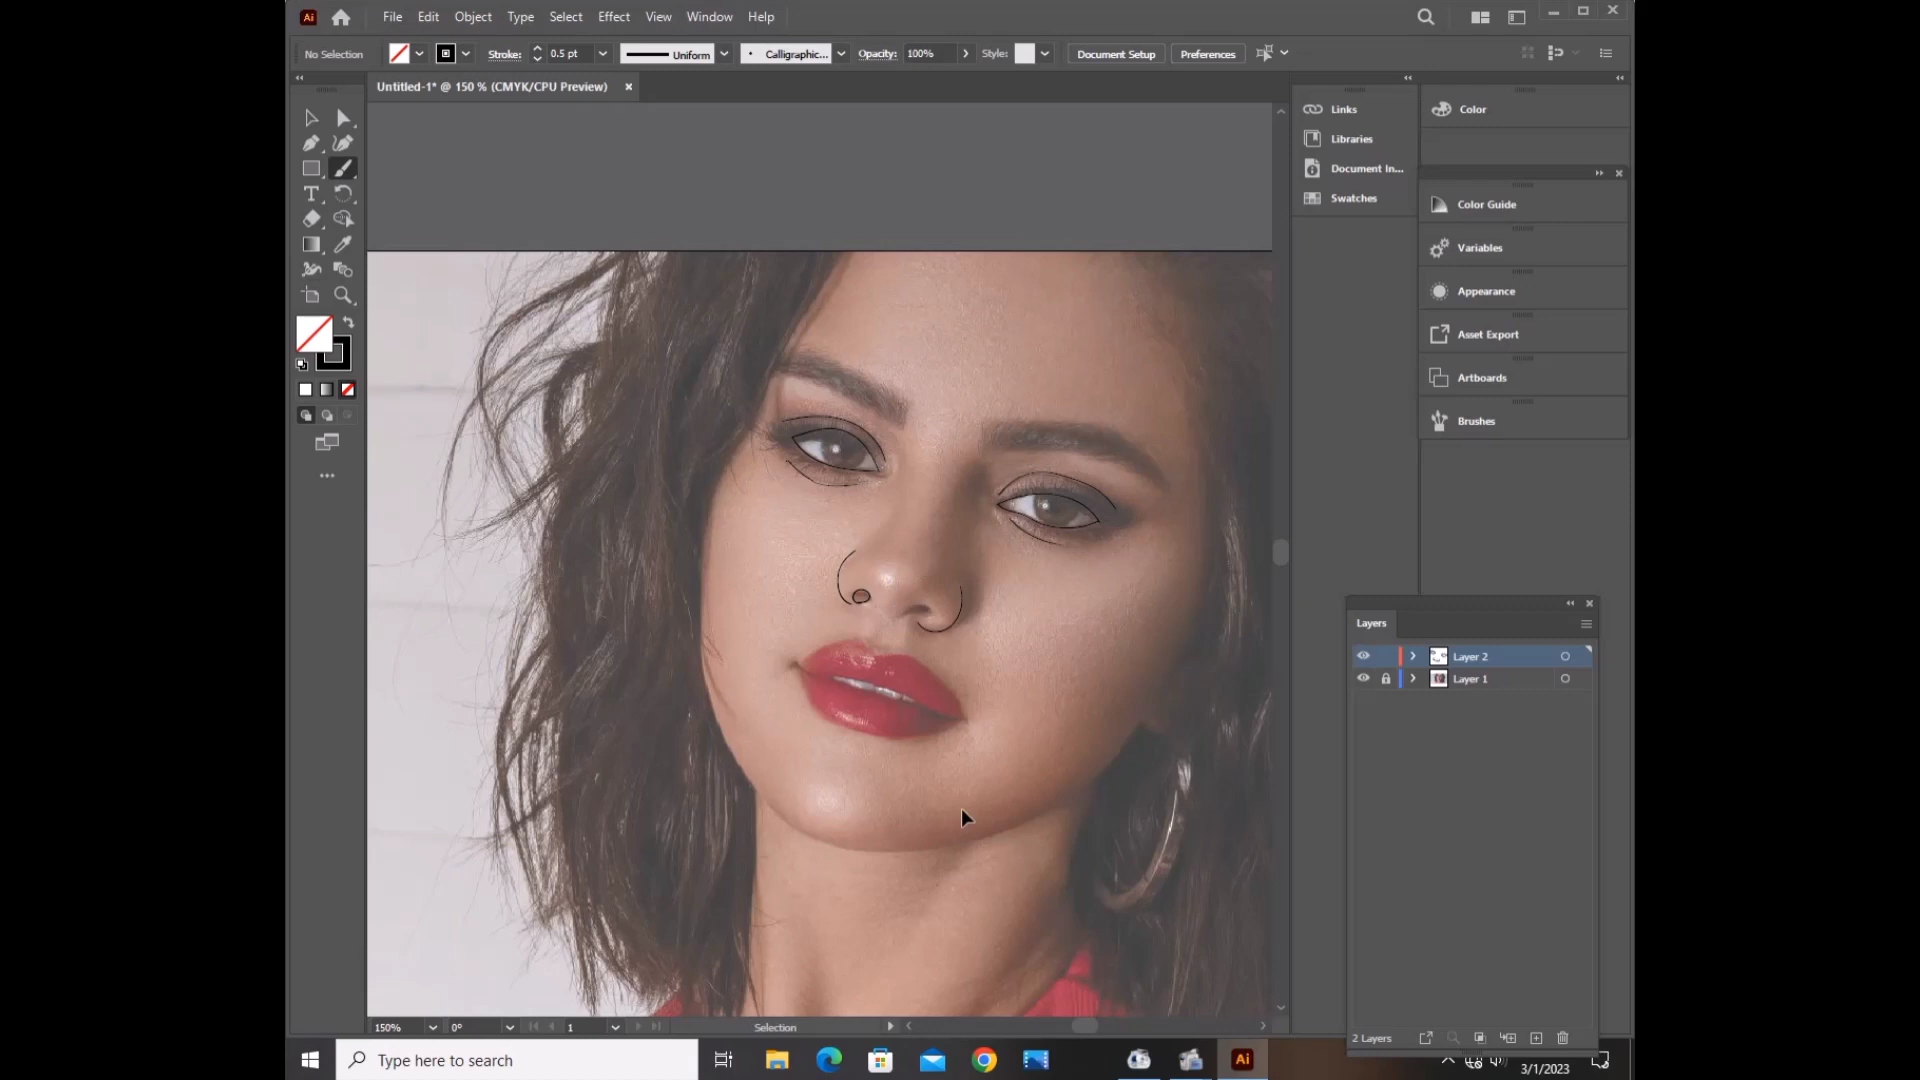 Ai File Edit Object Type Select Effect View Window Help
No Selection Stroke: 0.5 pt Uniform Calligraphic... Opacity: 100% Style: Document Setup Preferences
Untitled-1* @ 150 % (CMYK/CPU Preview)
Links
Libraries
Document In...
Swatches
Color
Color Guide
Variables
Appearance
Asset Export
Artboards
Brushes
Layers
Layer 2
Layer 1
2 Layers
150% 0° 1 Selection
Type here to search
Ai
3/1/2023